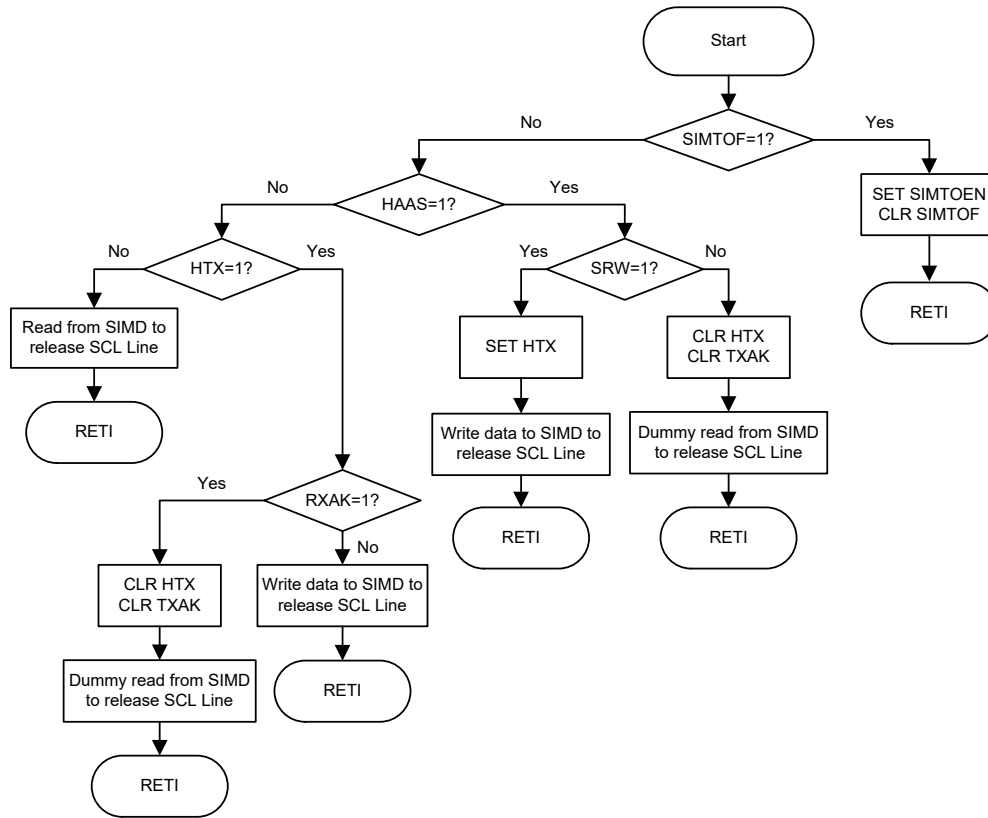 Start
SIMTOF=1?
No
Yes
SET SIMTOEN
CLR SIMTOF
RETI
HAAS=1?
No
Yes
HTX=1?
No
Yes
SRW=1?
Yes
No
Read from SIMD to
release SCL Line
RETI
SET HTX
Write data to SIMD to
release SCL Line
RETI
CLR HTX
CLR TXAK
Dummy read from SIMD
to release SCL Line
RETI
RXAK=1?
Yes
No
CLR HTX
CLR TXAK
Dummy read from SIMD
to release SCL Line
RETI
Write data to SIMD to
release SCL Line
RETI